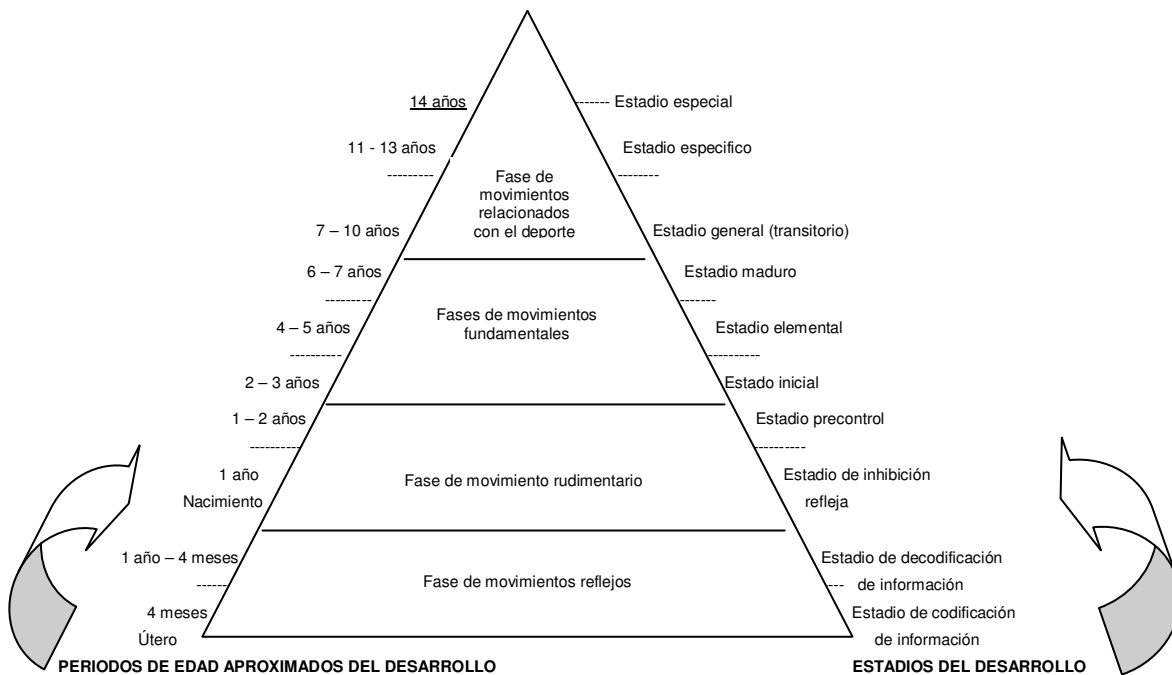 14 años
Estadio especial
11 - 13 años
Estadio especifico
Fase de
movimientos
relacionados
con el deporte
7 – 10 años
Estadio general (transitorio)
6 – 7 años
Estadio maduro
Fases de movimientos
fundamentales
4 – 5 años
Estadio elemental
2 – 3 años
Estado inicial
1 – 2 años
Estadio precontrol
1 año
Nacimiento
Fase de movimiento rudimentario
Estadio de inhibición
refleja
1 año – 4 meses
Fase de movimientos reflejos
Estadio de decodificación
de información
4 meses
Útero
Estadio de codificación
de información
PERIODOS DE EDAD APROXIMADOS DEL DESARROLLO
ESTADIOS DEL DESARROLLO